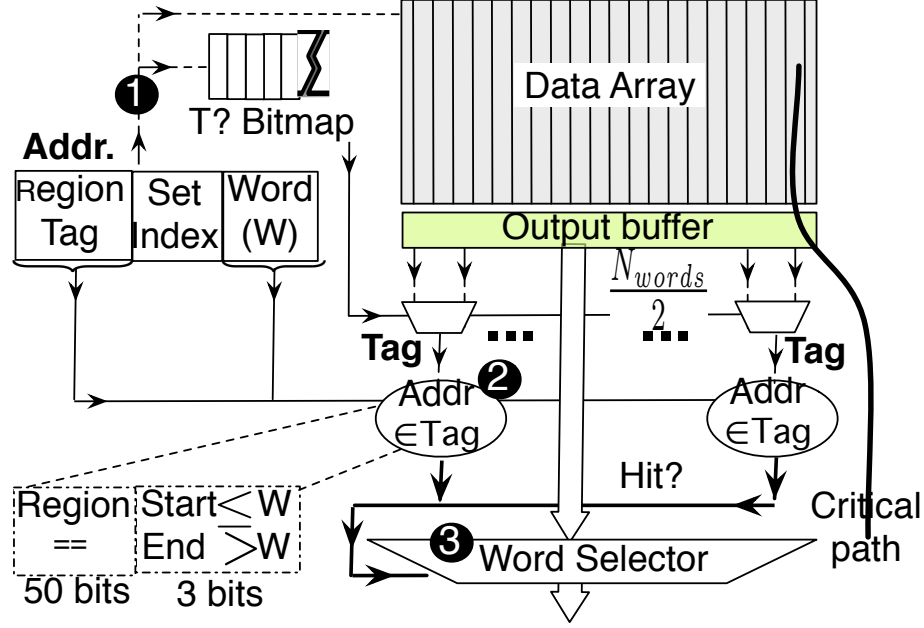 Data Array
1
T? Bitmap
Addr.
Region
Tag
Set
Index
Word
(W)
Output buffer
N_words
2
...
...
Tag
Tag
2
Addr
∈Tag
Addr
∈Tag
Hit?
Region
==
Start ≤ W
End > W
50 bits
3 bits
3
Word Selector
Critical
path